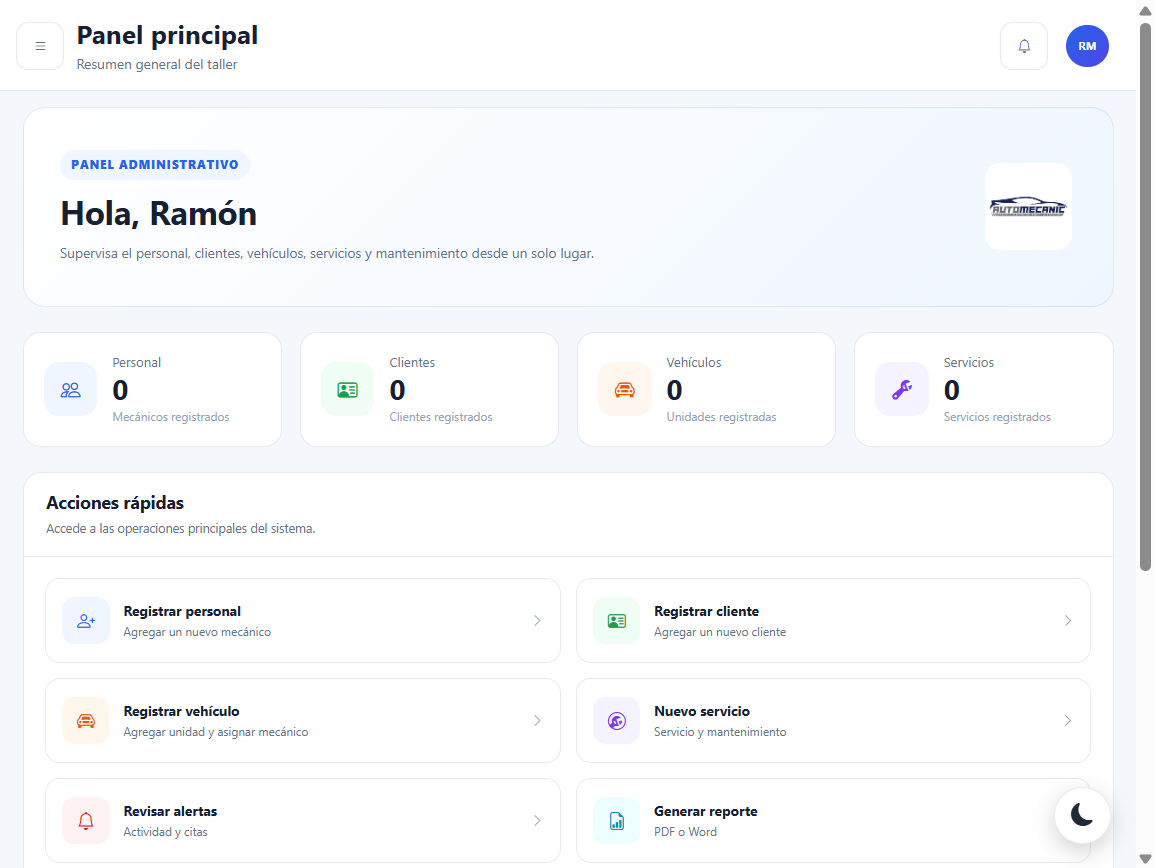 Panel principal
Resumen general del taller
RM
PANEL ADMINISTRATIVO
Hola, Ramón
Supervisa el personal, clientes, vehículos, servicios y mantenimiento desde un solo lugar.
AUTOMECANIC
Personal
0
Mecánicos registrados
Clientes
0
Clientes registrados
Vehículos
0
Unidades registradas
Servicios
0
Servicios registrados
Acciones rápidas
Accede a las operaciones principales del sistema.
Registrar personal
Agregar un nuevo mecánico
Registrar cliente
Agregar un nuevo cliente
Registrar vehículo
Agregar unidad y asignar mecánico
Nuevo servicio
Servicio y mantenimiento
Revisar alertas
Actividad y citas
Generar reporte
PDF o Word